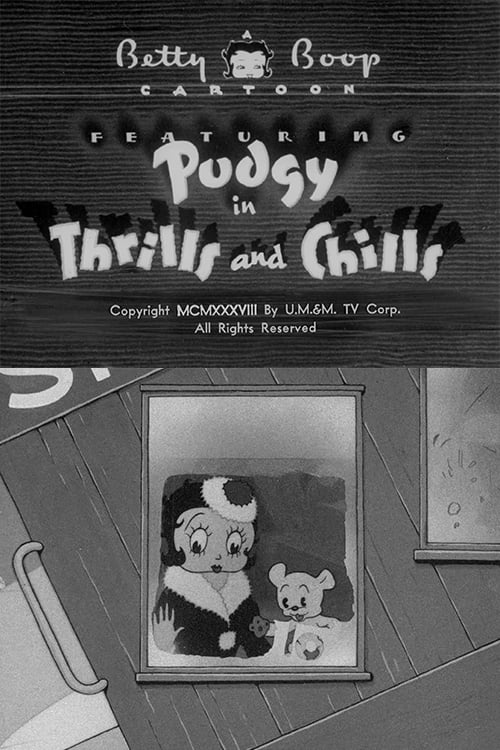 A
Betty Boop
CARTOON
FEATURING
Pudgy
in
Thrills and Chills
Copyright MCMXXXVIII By U.M.&M. TV Corp.
All Rights Reserved